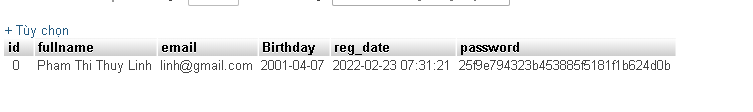 + Tùy chọn
id fullname email Birthday reg_date password
0 Pham Thi Thuy Linh linh@gmail.com 2001-04-07 2022-02-23 07:31:21 25f9e794323b453885f5181f1b624d0b